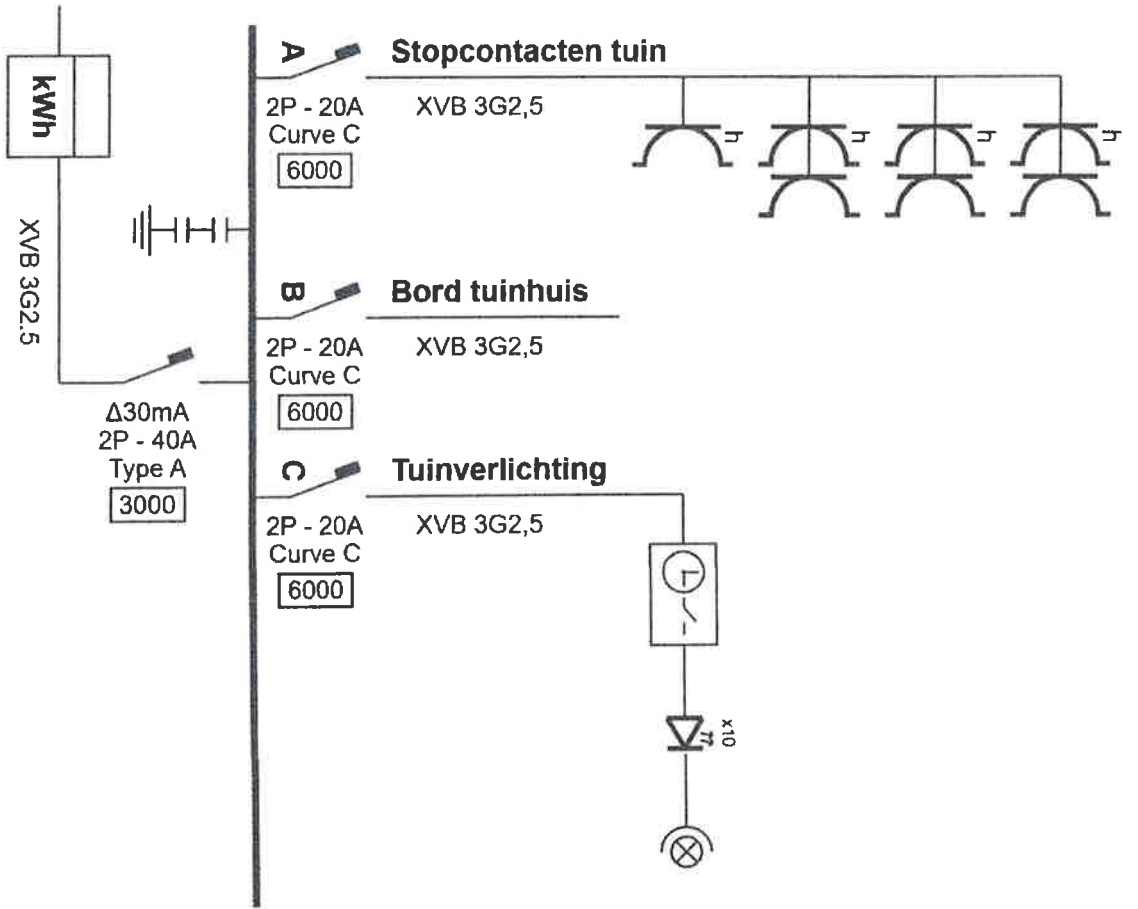 kWh
XVB 3G2.5
Δ30mA
2P - 40A
Type A
3000
A
Stopcontacten tuin
2P - 20A
XVB 3G2,5
Curve C
6000
h
h
h
h
B
Bord tuinhuis
2P - 20A
XVB 3G2,5
Curve C
6000
C
Tuinverlichting
2P - 20A
XVB 3G2,5
Curve C
6000
x10